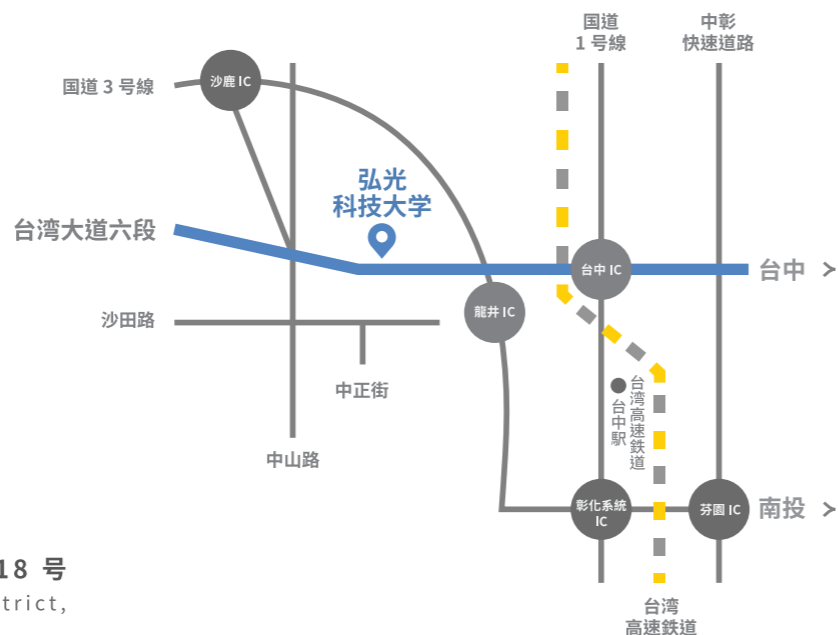 国道
1 号線
中彰
快速道路
国道 3 号線
沙鹿 IC
弘光
科技大学
台湾大道六段
台中 IC
台中
龍井 IC
沙田路
中正街
台湾高速鉄道
台中駅
中山路
彰化系統
IC
芬園 IC
南投
18 号
trict,
台湾
高速鉄道